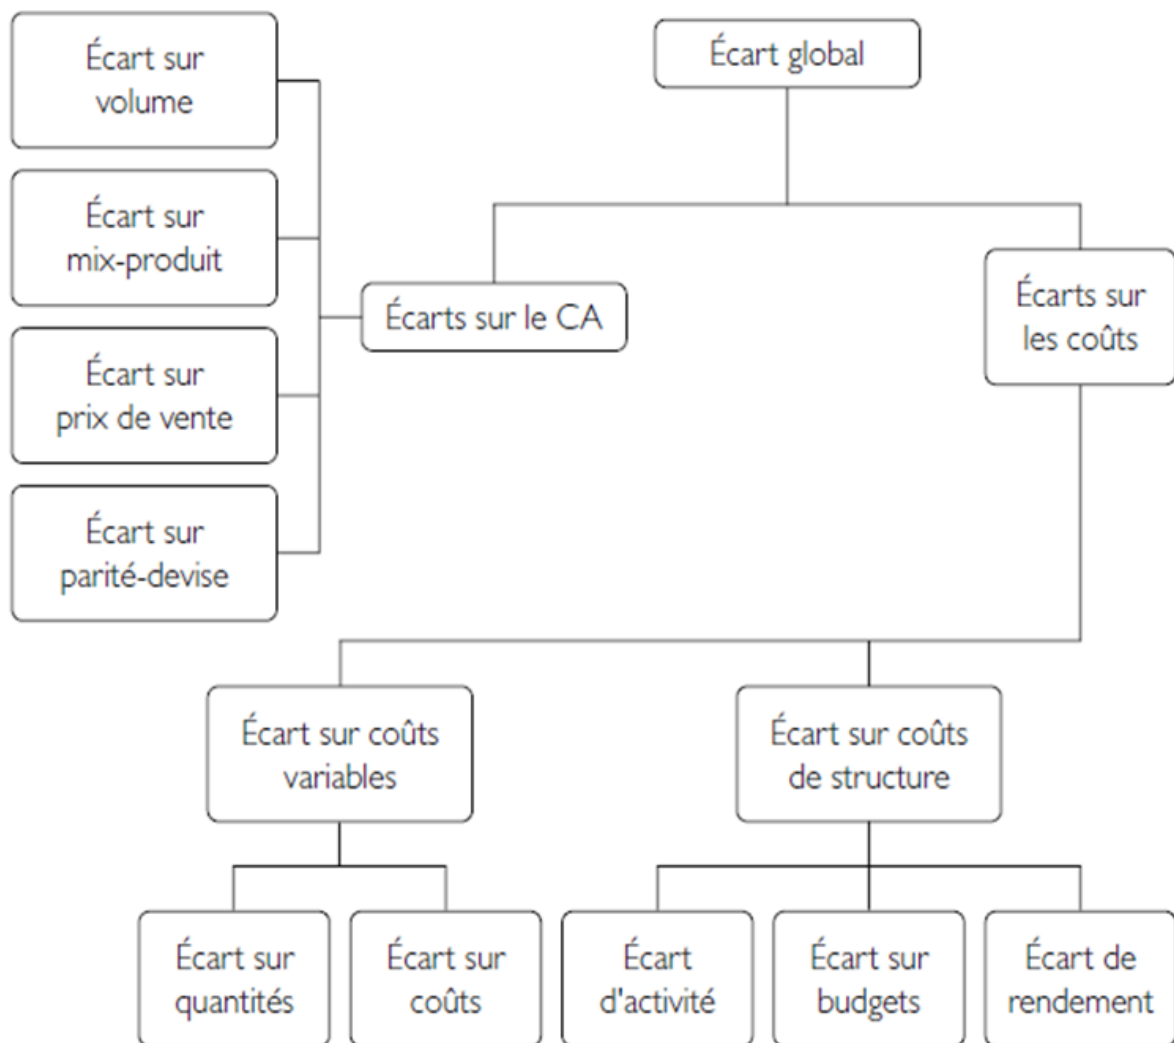 Écart global
Écart sur
volume
Écart sur
mix-produit
Écart sur
prix de vente
Écart sur
parité-devise
Écarts sur le CA
Écarts sur
les coûts
Écart sur coûts
variables
Écart sur coûts
de structure
Écart sur
quantités
Écart sur
coûts
Écart
d'activité
Écart sur
budgets
Écart de
rendement